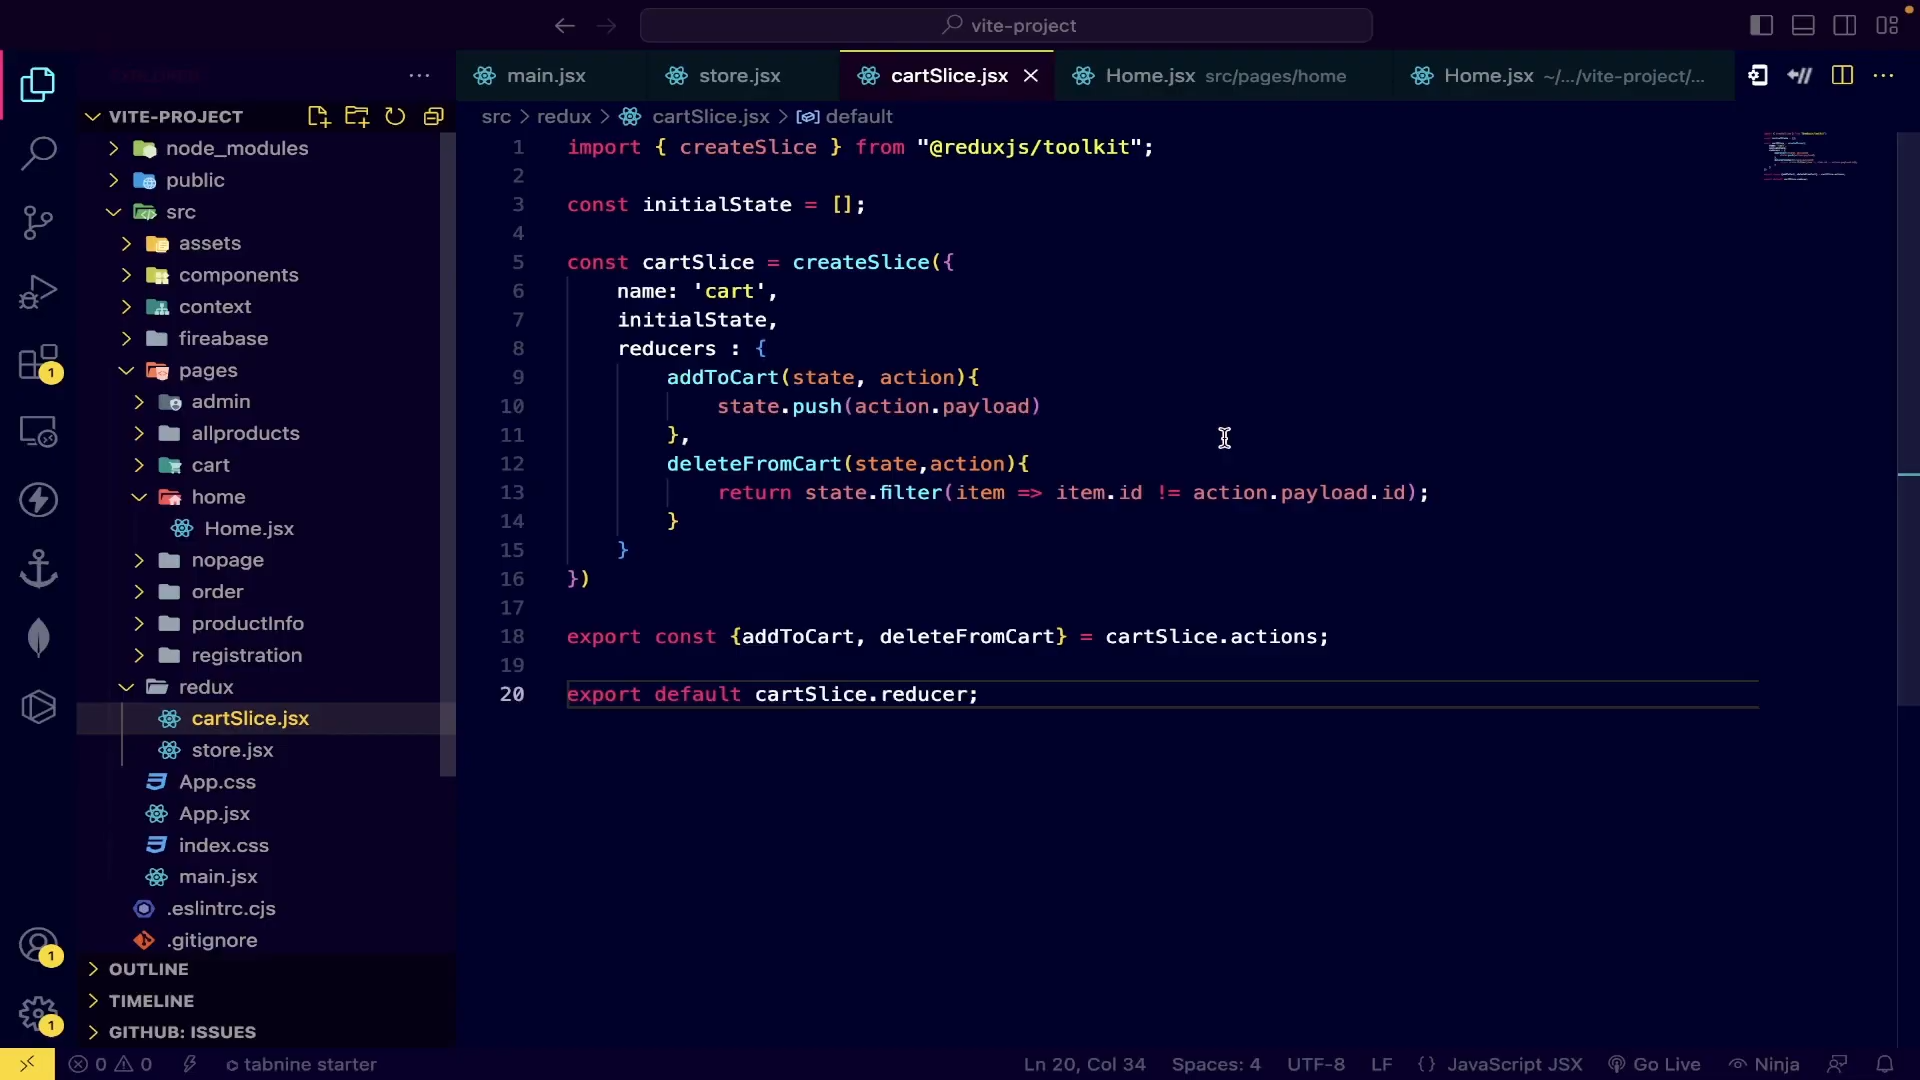 vite-project
main.jsx
store.jsx
cartSlice.jsx
Home.jsx src/pages/home
Home.jsx ~/.../vite-project/...
VITE-PROJECT
src > redux > cartSlice.jsx > default
node_modules
public
src
assets
components
context
fireabase
pages
admin
allproducts
cart
home
Home.jsx
nopage
order
productInfo
registration
redux
cartSlice.jsx
store.jsx
App.css
App.jsx
index.css
main.jsx
.eslintrc.cjs
.gitignore
OUTLINE
TIMELINE
GITHUB: ISSUES
1 import { createSlice } from "@reduxjs/toolkit";
2
3 const initialState = [];
4
5 const cartSlice = createSlice({
6 name: 'cart',
7 initialState,
8 reducers : {
9 addToCart(state, action){
10 state.push(action.payload)
11 },
12 deleteFromCart(state,action){
13 return state.filter(item => item.id != action.payload.id);
14 }
15 }
16 })
17
18 export const {addToCart, deleteFromCart} = cartSlice.actions;
19
20 export default cartSlice.reducer;
1
1
1
0 0
tabnine starter
Ln 20, Col 34
Spaces: 4
UTF-8
LF
{} JavaScript JSX
Go Live
Ninja